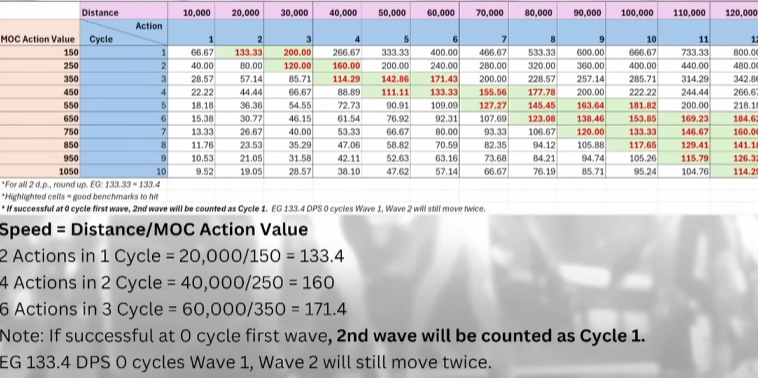 Distance 10,000 20,000 30,000 40,000 50,000 60,000 70,000 80,000 90,000 100,000 110,000 120,000
Action
MOC Action Value Cycle 1 2 3 4 5 6 7 8 9 10 11
150 1 66.67 133.33 200.00 266.67 333.33 400.00 466.67 533.33 600.00 666.67 733.33 800.0
250 2 40.00 80.00 120.00 160.00 200.00 240.00 280.00 320.00 360.00 400.00 440.00 480.0
350 3 28.57 57.14 85.71 114.29 142.86 171.43 200.00 228.57 257.14 285.71 314.29 342.8
450 4 22.22 44.44 66.67 88.89 111.11 133.33 155.56 177.78 200.00 222.22 244.44 266.6
550 5 18.18 36.36 54.55 72.73 90.91 109.09 127.27 145.45 163.64 181.82 200.00 218.1
650 6 15.38 30.77 46.15 61.54 76.92 92.31 107.69 123.08 138.46 153.85 169.23 184.6
750 7 13.33 26.67 40.00 53.33 66.67 80.00 93.33 106.67 120.00 133.33 146.67 160.0
850 8 11.76 23.53 35.29 47.06 58.82 70.59 82.35 94.12 105.88 117.65 129.41 141.1
950 9 10.53 21.05 31.58 42.11 52.63 63.16 73.68 84.21 94.74 105.26 115.79 126.3
1050 10 9.52 19.05 28.57 38.10 47.62 57.14 66.67 76.19 85.71 95.24 104.76 114.2
*For all 2 d.p., round up. EG: 133.33 = 133.4
*Highlighted cells = good benchmarks to hit
* If successful at 0 cycle first wave, 2nd wave will be counted as Cycle 1. EG 133.4 DPS 0 cycles Wave 1, Wave 2 will still move twice.
Speed = Distance/MOC Action Value
2 Actions in 1 Cycle = 20,000/150 = 133.4
4 Actions in 2 Cycle = 40,000/250 = 160
6 Actions in 3 Cycle = 60,000/350 = 171.4
Note: If successful at 0 cycle first wave, 2nd wave will be counted as Cycle 1.
EG 133.4 DPS 0 cycles Wave 1, Wave 2 will still move twice.